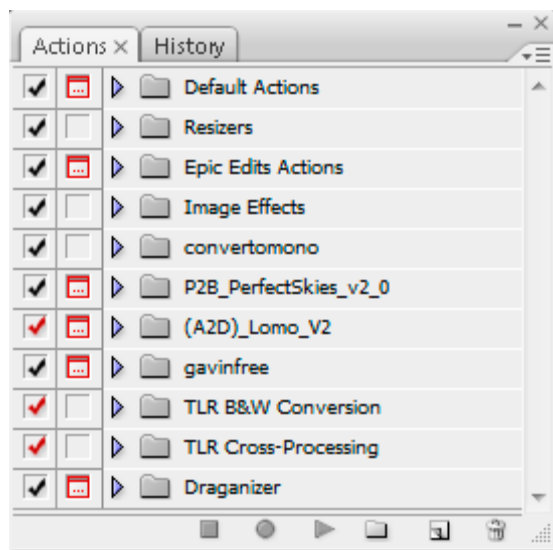 Actions History
Default Actions
Resizers
Epic Edits Actions
Image Effects
convertomono
P2B_PerfectSkies_v2_0
(A2D)_Lomo_V2
gavinfree
TLR B&W Conversion
TLR Cross-Processing
Draganizer